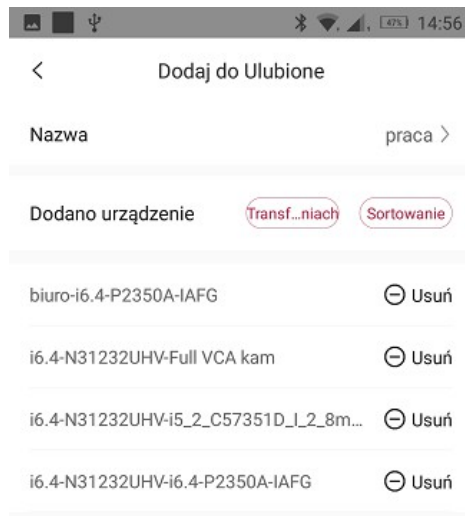 47% 14:56
Dodaj do Ulubione
Nazwa praca
Dodano urządzenie Transf...niach Sortowanie
biuro-i6.4-P2350A-IAFG Usuń
i6.4-N31232UHV-Full VCA kam Usuń
i6.4-N31232UHV-i5_2_C57351D_I_2_8m... Usuń
i6.4-N31232UHV-i6.4-P2350A-IAFG Usuń